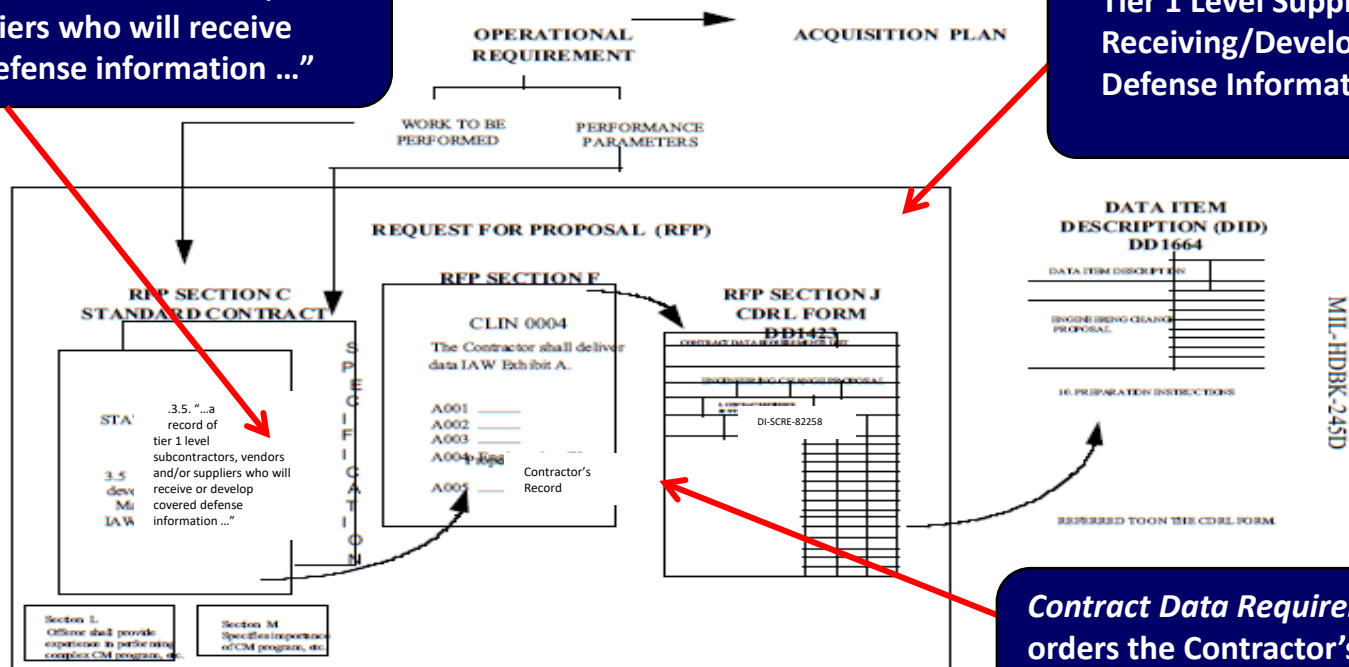 iers who will receive
efense information …”
Tier 1 Level Suppl
Receiving/Develo
Defense Informat
OPERATIONAL
REQUIREMENT
ACQUISITION PLAN
WORK TO BE
PERFORMED
PERFORMANCE
PARAMETERS
REQUEST FOR PROPOSAL (RFP)
RFP SECTION C
STANDARD CONTRACT
SPECIFICATION
STA
.3.5. “…a
record of
tier 1 level
subcontractors, vendors
and/or suppliers who will
receive or develop
covered defense
information …”
3.5
deve
IAW
RFP SECTION F
CLIN 0004
The Contractor shall deliver
data IAW Exhibit A.
A001
A002
A003
A004
A005
Contractor’s
Record
RFP SECTION J
CDRL FORM
DD1423
CONTRACT DATA REQUIREMENTS LIST
ENGINEERING CHANGE PROPOSAL
DI-SCRE-82258
DATA ITEM
DESCRIPTION (DID)
DD1664
DATA ITEM DESCRIPTION
ENGINEERING CHANGE
PROPOSAL
10. PREPARATION INSTRUCTIONS
REFERRED TO ON THE CDRL FORM.
MIL-HDBK-245D
Section L
Offeror shall provide
experience in performing
complex CM program, etc.
Section M
Specifies importance
of CM program, etc.
Contract Data Require
orders the Contractor’s